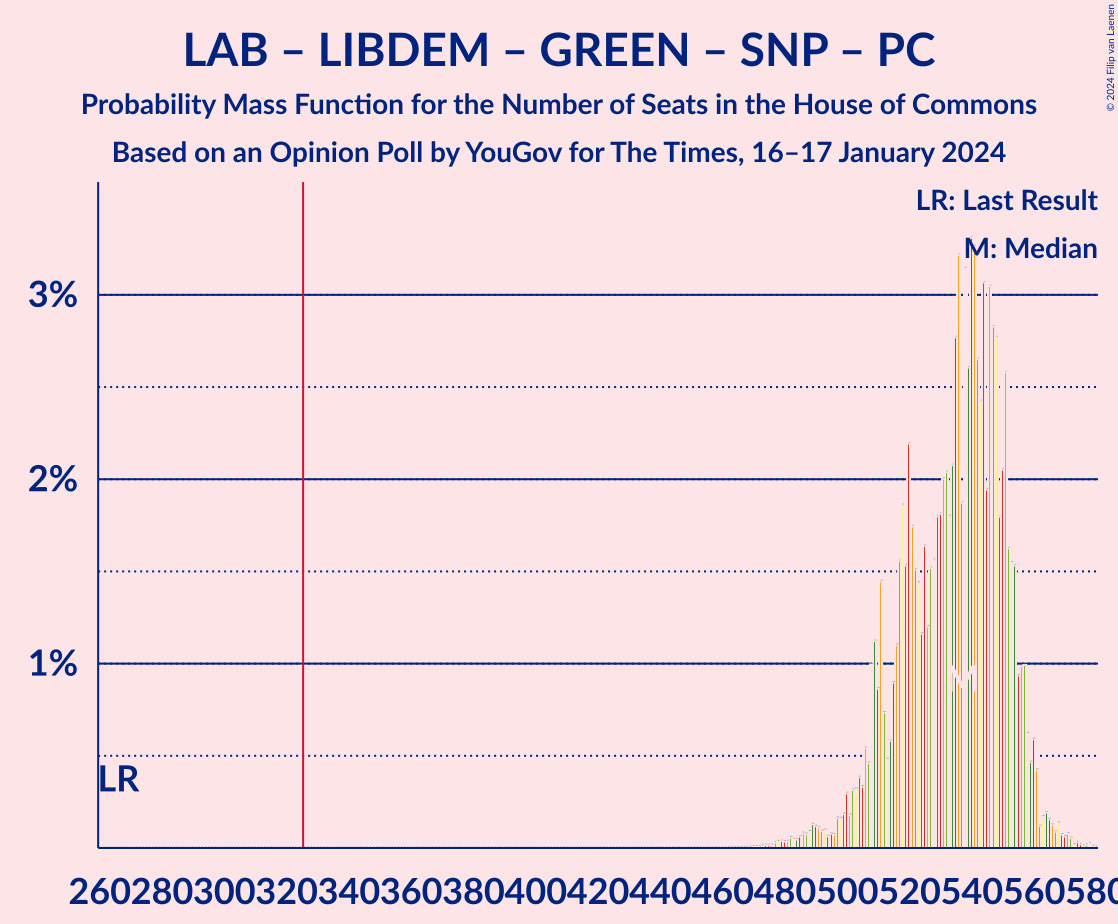 LAB – LIBDEM – GREEN – SNP – PC
Probability Mass Function for the Number of Seats in the House of Commons
Based on an Opinion Poll by YouGov for The Times, 16–17 January 2024
© 2024 Filip van Laenen
LR: Last Result
M: Median
3%
2%
1%
LR
260 280 300 320 340 360 380 400 420 440 460 480 500 520 540 560 580